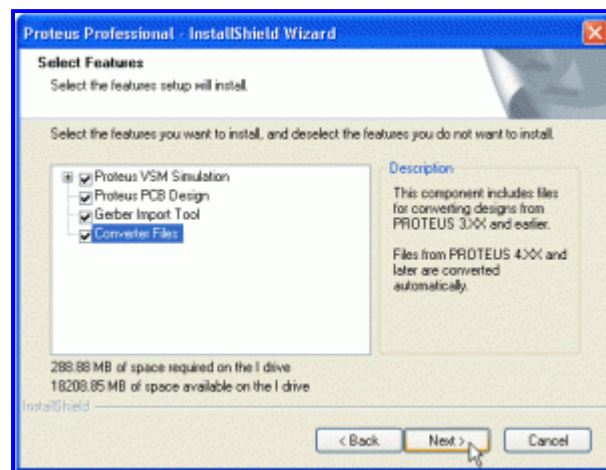 Proteus Professional - InstallShield Wizard
Select Features
Select the features setup will install.
Select the features you want to install, and deselect the features you do not want to install.
Proteus VSM Simulation
Proteus PCB Design
Gerber Import Tool
Converter Files
Description
This component includes files
for converting designs from
PROTEUS 3.XX and earlier.
Files from PROTEUS 4.XX and
later are converted
automatically.
288.88 MB of space required on the I drive
18208.85 MB of space available on the I drive
InstallShield
< Back
Next >
Cancel